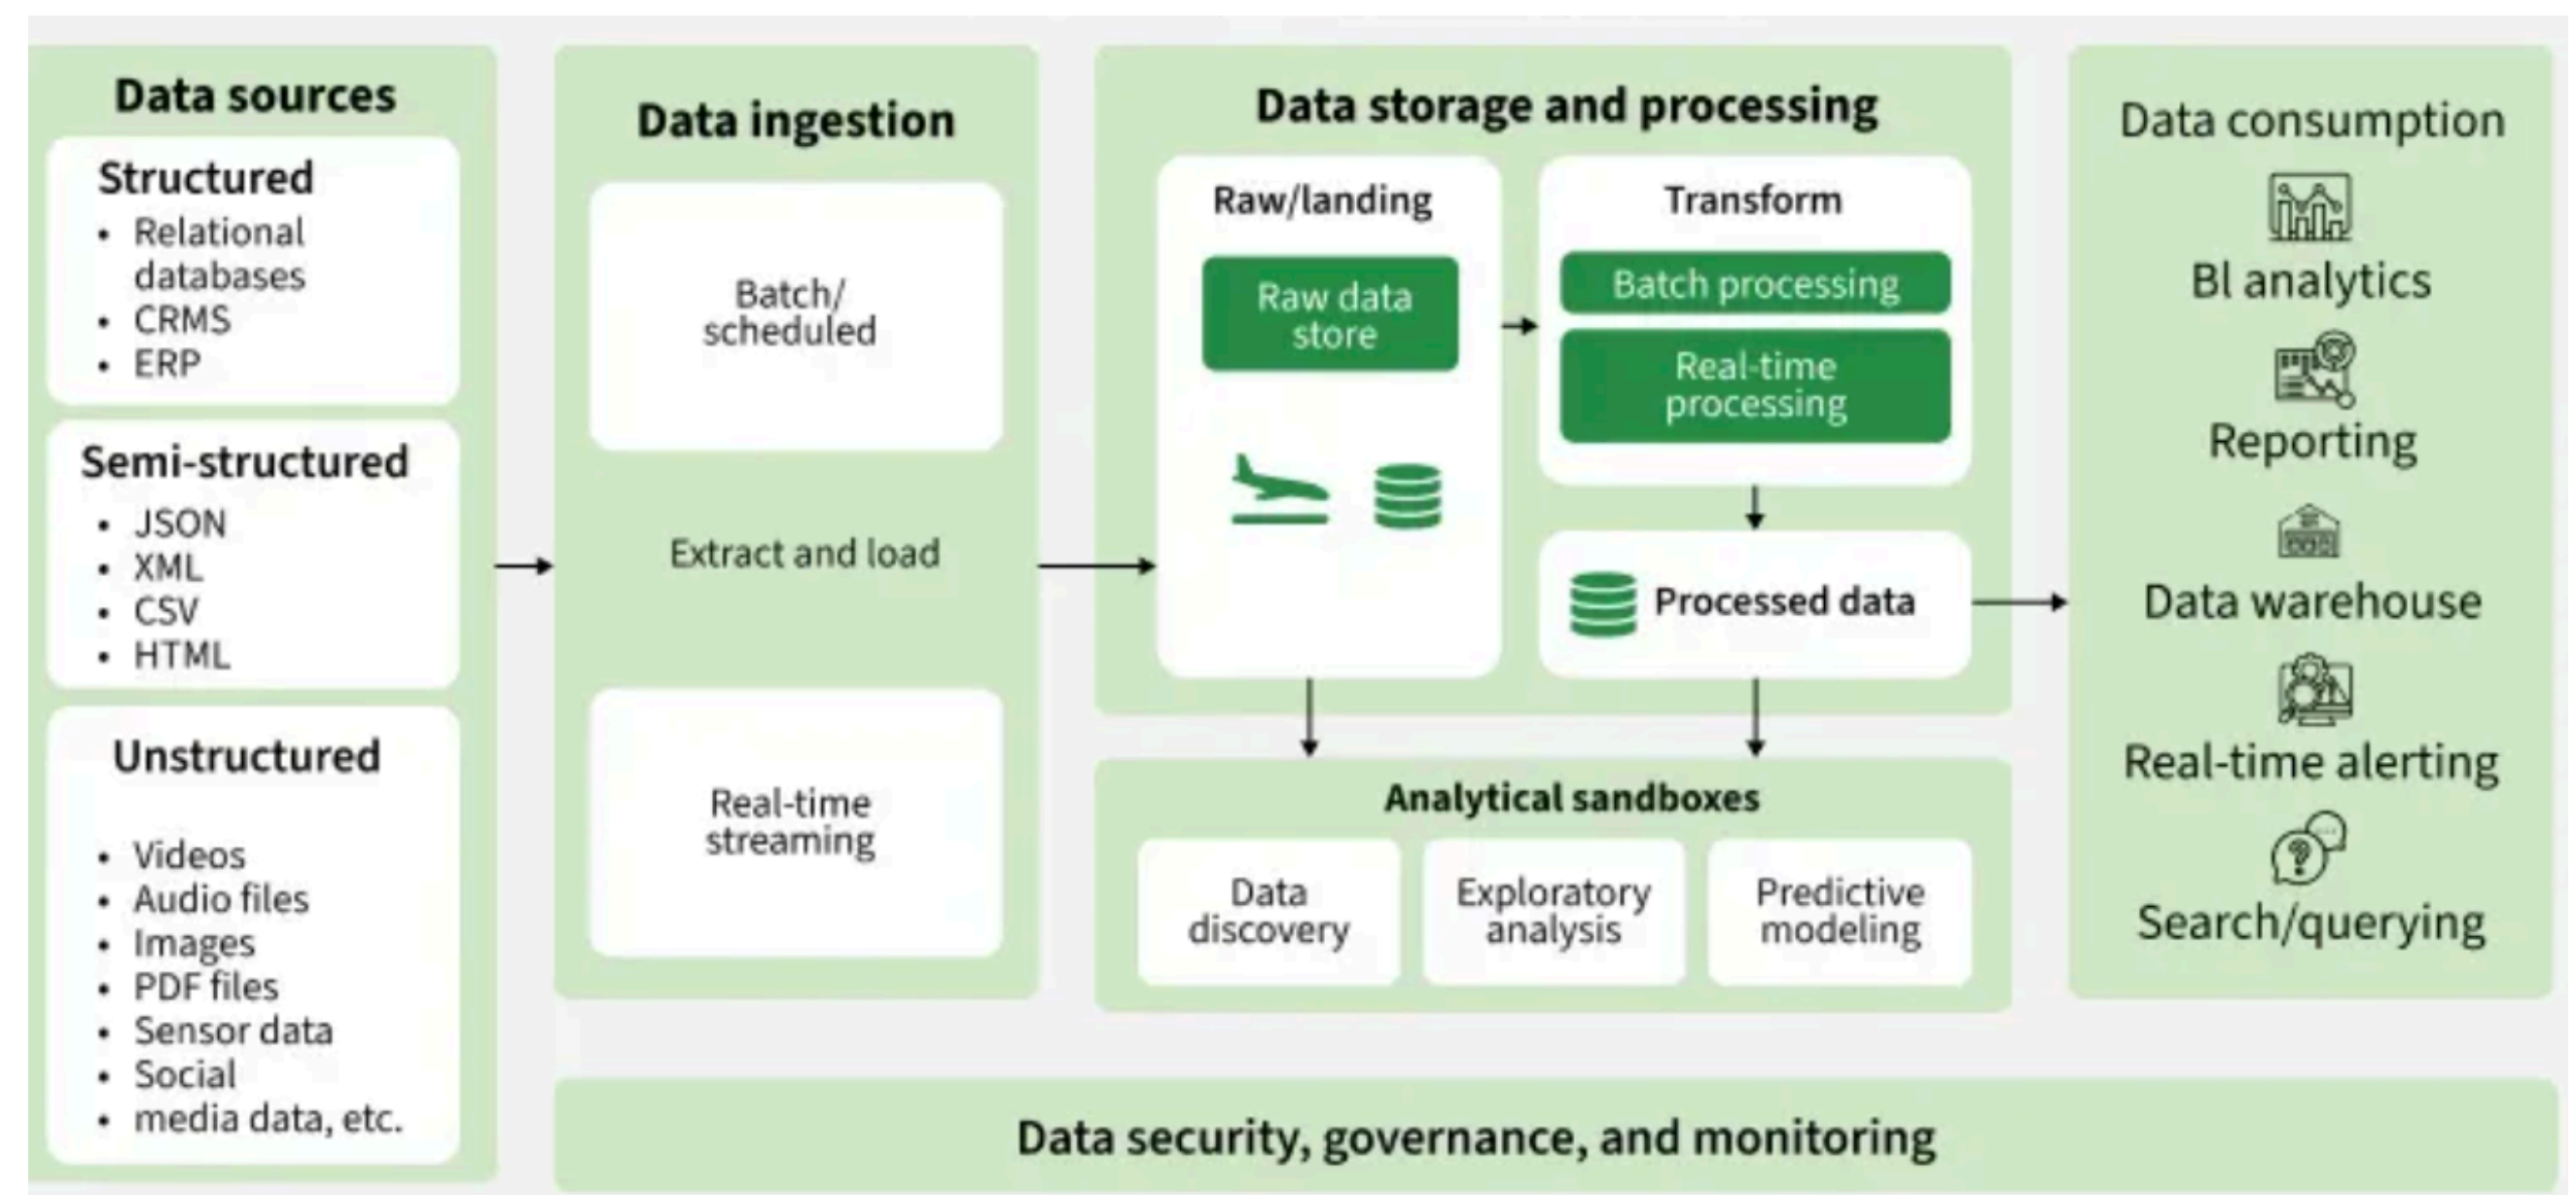 Data sources
Structured
• Relational
databases
• CRMS
• ERP
Semi-structured
• JSON
• XML
• CSV
• HTML
Unstructured
• Videos
• Audio files
• Images
• PDF files
• Sensor data
• Social
• media data, etc.
Data ingestion
Batch/
scheduled
Extract and load
Real-time
streaming
Data storage and processing
Raw/landing
Raw data
store
Transform
Batch processing
Real-time
processing
Processed data
Analytical sandboxes
Data
discovery
Exploratory
analysis
Predictive
modeling
Data consumption
Bl analytics
Reporting
Data warehouse
Real-time alerting
Search/querying
Data security, governance, and monitoring